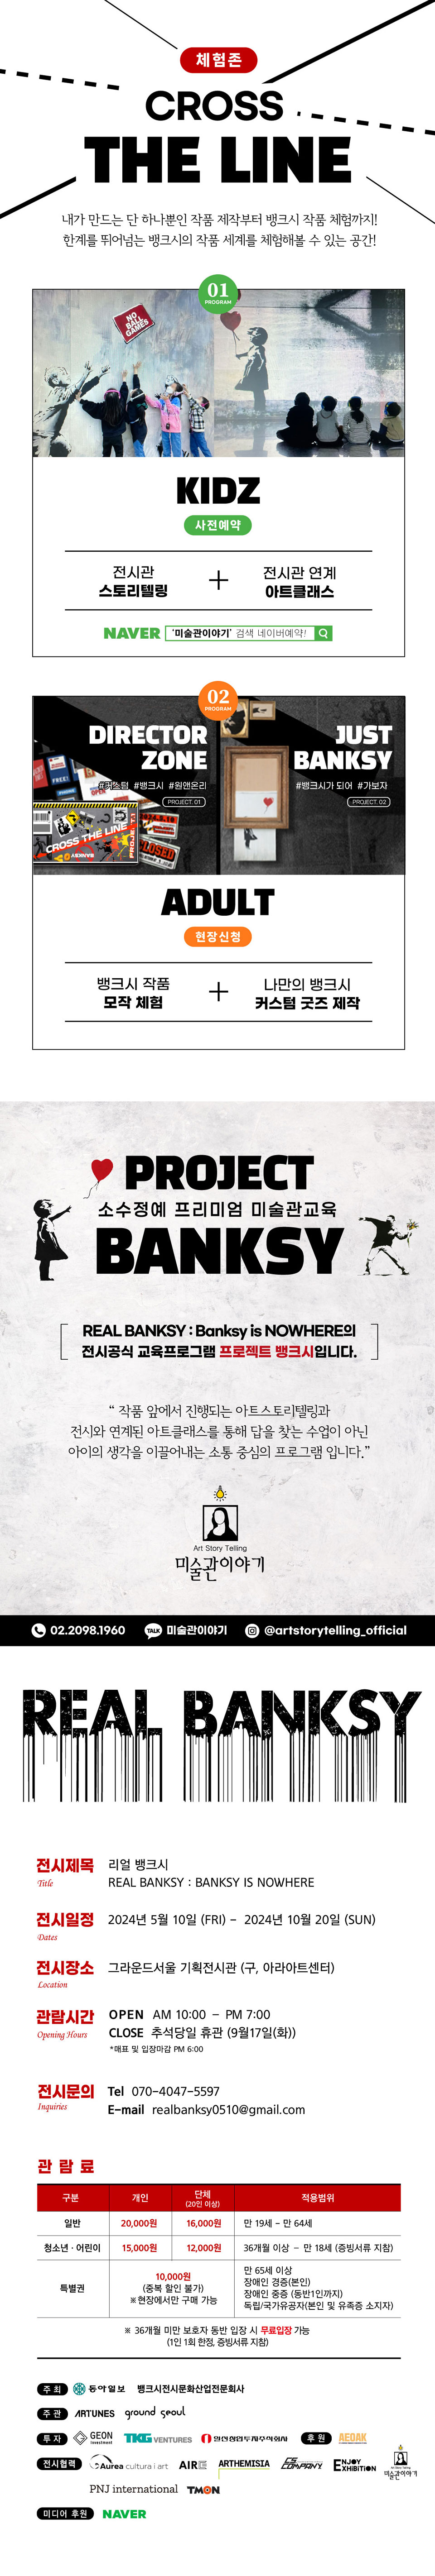 체험존
CROSS
THE LINE
내가 만드는 단 하나뿐인 작품 제작부터 뱅크시 작품 체험까지!
한계를 뛰어넘는 뱅크시의 작품 세계를 체험해볼 수 있는 공간!
01
PROGRAM
NO BALL GAMES
KIDZ
사전예약
전시관
스토리텔링
+
전시관 연계
아트클래스
NAVER '미술관이야기' 검색 네이버예약!
02
PROGRAM
DIRECTOR
ZONE
#커스텀 #뱅크시 #원앤온리
PROJECT. 01
CROSS THE LINE
CLOSED
JUST
BANKSY
#뱅크시가 되어 #가보자
PROJECT. 02
ADULT
현장신청
뱅크시 작품
모작 체험
+
나만의 뱅크시
커스텀 굿즈 제작
PROJECT
소수정예 프리미엄 미술관교육
BANKSY
REAL BANKSY : Banksy is NOWHERE의
전시공식 교육프로그램 프로젝트 뱅크시입니다.
“ 작품 앞에서 진행되는 아트스토리텔링과
전시와 연계된 아트클래스를 통해 답을 찾는 수업이 아닌
아이의 생각을 이끌어내는 소통 중심의 프로그램 입니다.”
Art Story Telling
미술관이야기
02.2098.1960 TALK 미술관이야기 @artstorytelling_official
REAL BANKSY
전시제목 리얼 뱅크시
Title REAL BANKSY : BANKSY IS NOWHERE
전시일정 2024년 5월 10일 (FRI) - 2024년 10월 20일 (SUN)
Dates
전시장소 그라운드서울 기획전시관 (구, 아라아트센터)
Location
관람시간 OPEN AM 10:00 - PM 7:00
Opening Hours CLOSE 추석당일 휴관 (9월17일(화))
*매표 및 입장마감 PM 6:00
전시문의 Tel 070-4047-5597
Inquiries E-mail realbanksy0510@gmail.com
관 람 료
구분 개인 단체 (20인 이상) 적용범위
일반 20,000원 16,000원 만 19세 - 만 64세
청소년 · 어린이 15,000원 12,000원 36개월 이상 - 만 18세 (증빙서류 지참)
특별권 10,000원
(중복 할인 불가)
※현장에서만 구매 가능
만 65세 이상
장애인 경증(본인)
장애인 중증 (동반1인까지)
독립/국가유공자(본인 및 유족증 소지자)
※ 36개월 미만 보호자 동반 입장 시 무료입장 가능
(1인 1회 한정, 증빙서류 지참)
주 최 동아일보 뱅크시전시문화산업전문회사
주 관 ARTUNES ground seoul
투 자 GEON Investment TKG VENTURES 일신창업투자주식회사 후 원 AEDAK
전시협력 Aurea cultura i art AIR ARTHEMISIA CS COMPANY ENJOY EXHIBITION
Art Story Telling
미술관이야기
PNJ international TMON
미디어 후원 NAVER